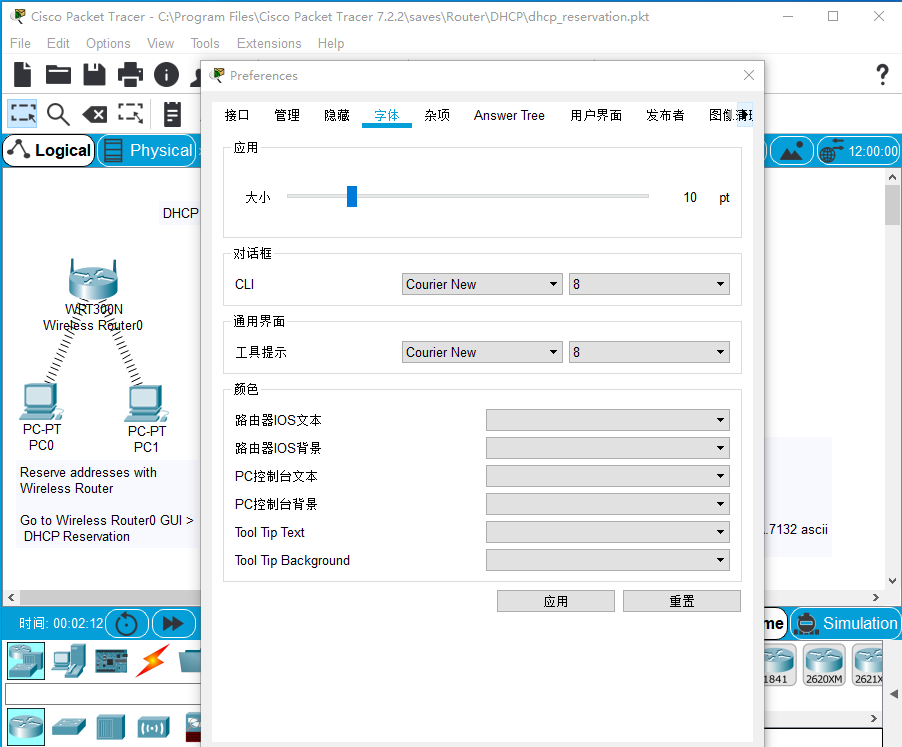 Cisco Packet Tracer - C:\Program Files\Cisco Packet Tracer 7.2.2\saves\Router\DHCP\dhcp_reservation.pkt
File Edit Options View Tools Extensions Help
Preferences
接口 管理 隐藏 字体 杂项 Answer Tree 用户界面 发布者
Logical Physical 12:00:00
应用
大小 10 pt
DHCP
对话框
CLI Courier New 8
通用界面
工具提示 Courier New 8
颜色
路由器IOS文本
路由器IOS背景
PC控制台文本
PC控制台背景
Tool Tip Text
Tool Tip Background
应用 重置
WRT300N
Wireless Router0
PC-PT
PC0
PC-PT
PC1
Reserve addresses with
Wireless Router
Go to Wireless Router0 GUI >
DHCP Reservation
.7132 ascii
时间: 00:02:12 me Simulation
1841 2620XM 2621X